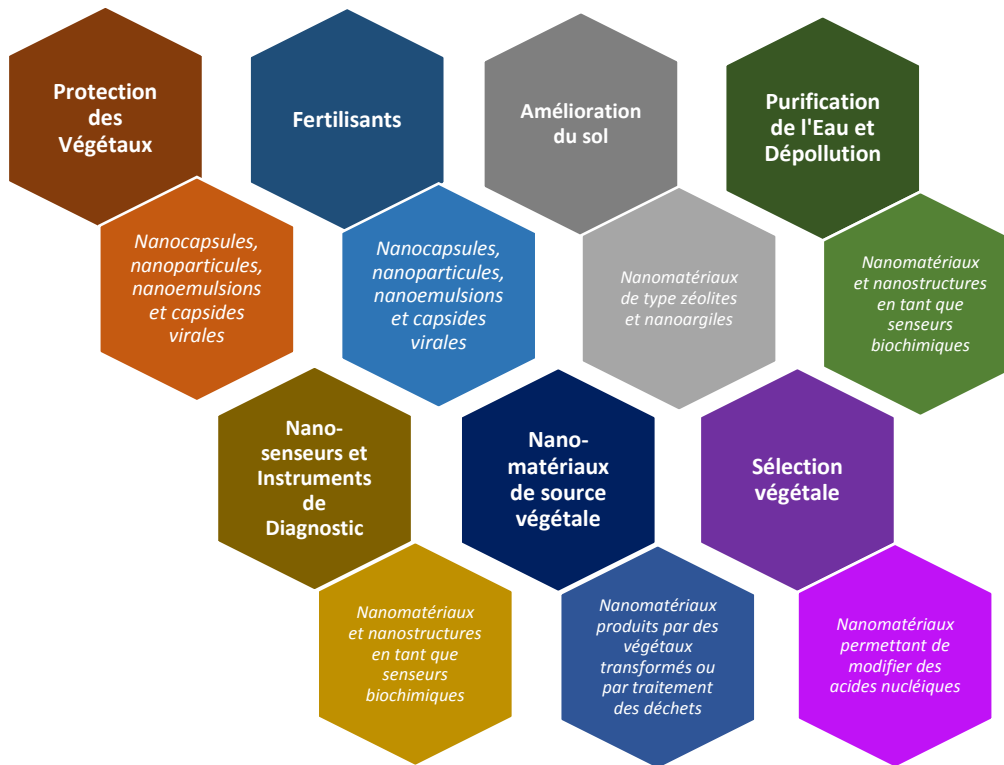 Protection
des
Végétaux
Fertilisants
Amélioration
du sol
Purification
de l'Eau et
Dépollution
Nanocapsules,
nanoparticules,
nanoemulsions
et capsides
virales
Nanocapsules,
nanoparticules,
nanoemulsions
et capsides
virales
Nanomatériaux
de type zéolites
et nanoargiles
Nanomatériaux
et nanostructures
en tant que
senseurs
biochimiques
Nano-
senseurs et
Instruments
de
Diagnostic
Nano-
matériaux
de source
végétale
Sélection
végétale
Nanomatériaux
et nanostructures
en tant que
senseurs
biochimiques
Nanomatériaux
produits par des
végétaux
transformés ou
par traitement
des déchets
Nanomatériaux
permettant de
modifier des
acides nucléiques